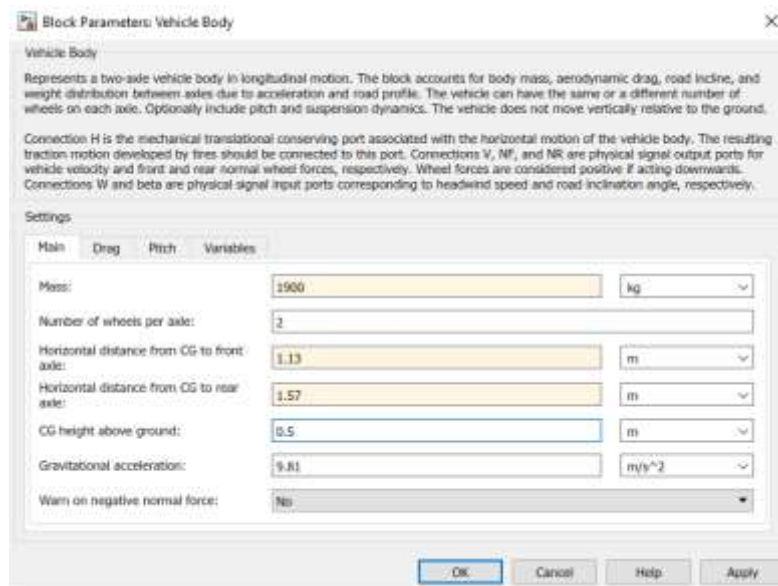 Block Parameters: Vehicle Body
Vehicle Body
Represents a two-axle vehicle body in longitudinal motion. The block accounts for body mass, aerodynamic drag, road incline, and
weight distribution between axles due to acceleration and road profile. The vehicle can have the same or a different number of
wheels on each axle. Optionally include pitch and suspension dynamics. The vehicle does not move vertically relative to the ground.
Connection H is the mechanical translational conserving port associated with the horizontal motion of the vehicle body. The resulting
traction motion developed by tires should be connected to this port. Connections V, NF, and NR are physical signal output ports for
vehicle velocity and front and rear normal wheel forces, respectively. Wheel forces are considered positive if acting downwards.
Connections W and beta are physical signal input ports corresponding to headwind speed and road inclination angle, respectively.
Settings
Main Drag Pitch Variables
Mass: 1900 kg
Number of wheels per axle: 2
Horizontal distance from CG to front
axle: 1.13 m
Horizontal distance from CG to rear
axle: 1.57 m
CG height above ground: 0.5 m
Gravitational acceleration: 9.81 m/s^2
Warn on negative normal force: No
OK Cancel Help Apply